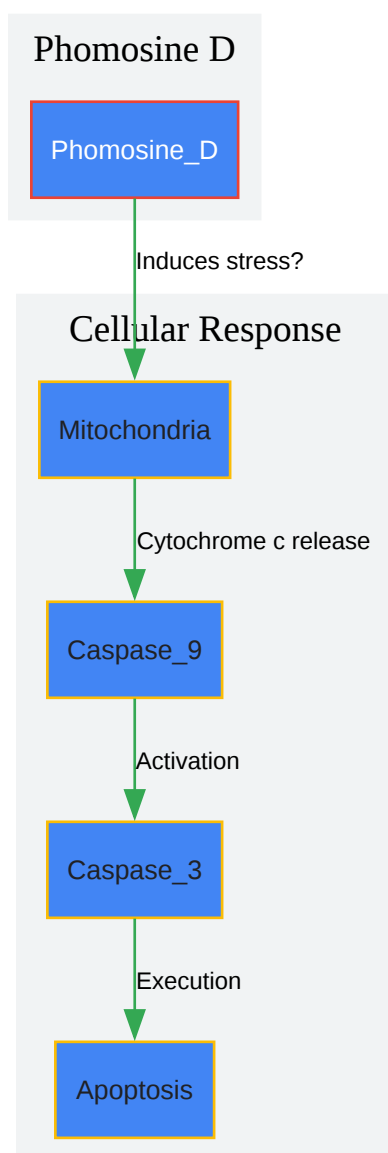 Phomosine D
Phomosine_D
Induces stress?
Cellular Response
Mitochondria
Cytochrome c release
Caspase_9
Activation
Caspase_3
Execution
Apoptosis